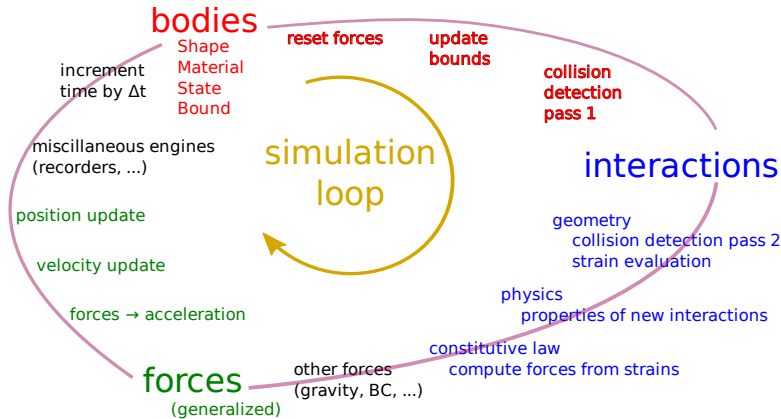 bodies
Shape
Material
State
Bound
reset forces
update
bounds
collision
detection
pass 1
interactions
geometry
collision detection pass 2
strain evaluation
physics
properties of new interactions
constitutive law
compute forces from strains
other forces
(gravity, BC, ...)
forces
(generalized)
forces → acceleration
velocity update
position update
miscillaneous engines
(recorders, ...)
increment
time by Δt
simulation
loop